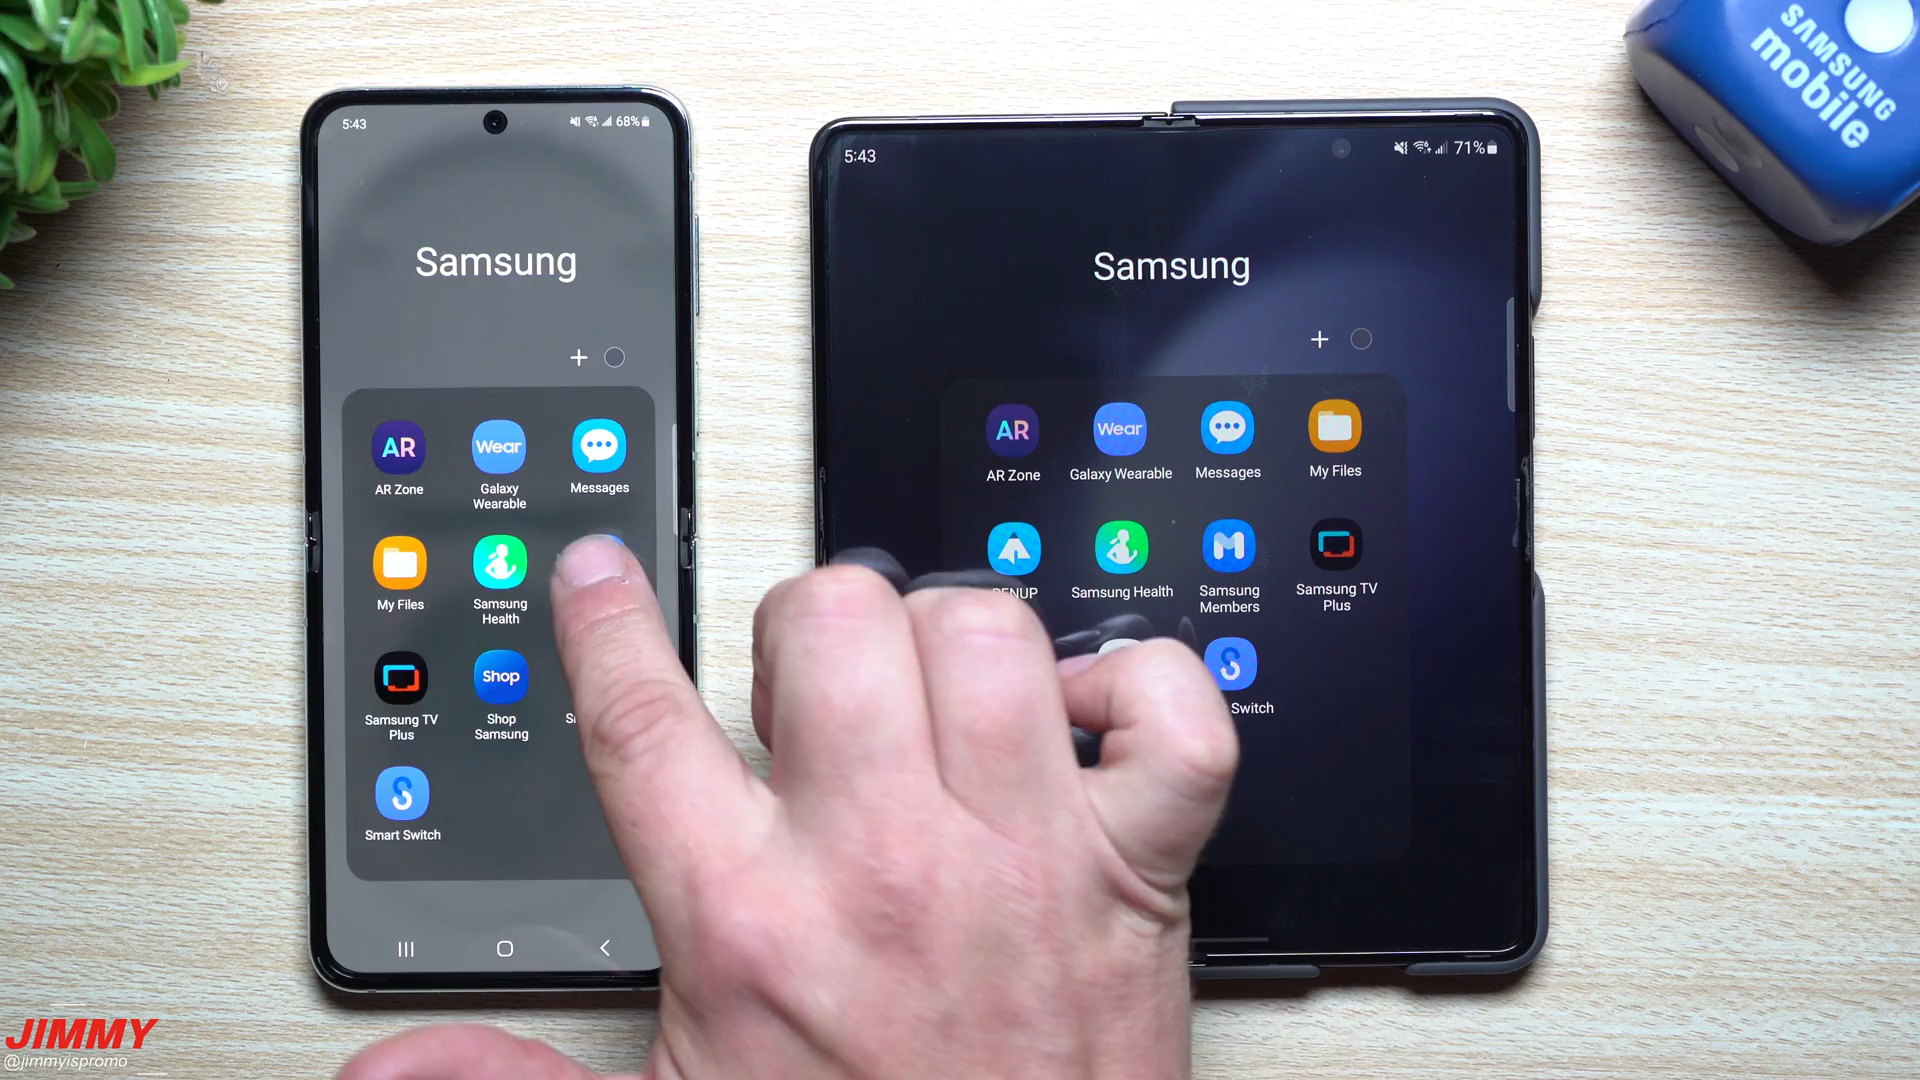 5:43
68%
Samsung
+
AR
Wear
AR Zone
Galaxy
Wearable
Messages
My Files
Samsung
Health
Shop
Samsung TV
Plus
Shop
Samsung
Smart Switch
5:43
71%
Samsung
+
AR
Wear
AR Zone
Galaxy Wearable
Messages
My Files
PENUP
Samsung Health
Samsung
Members
Samsung TV
Plus
Switch
SAMSUNG
mobile
JIMMY
@jimmyispromo